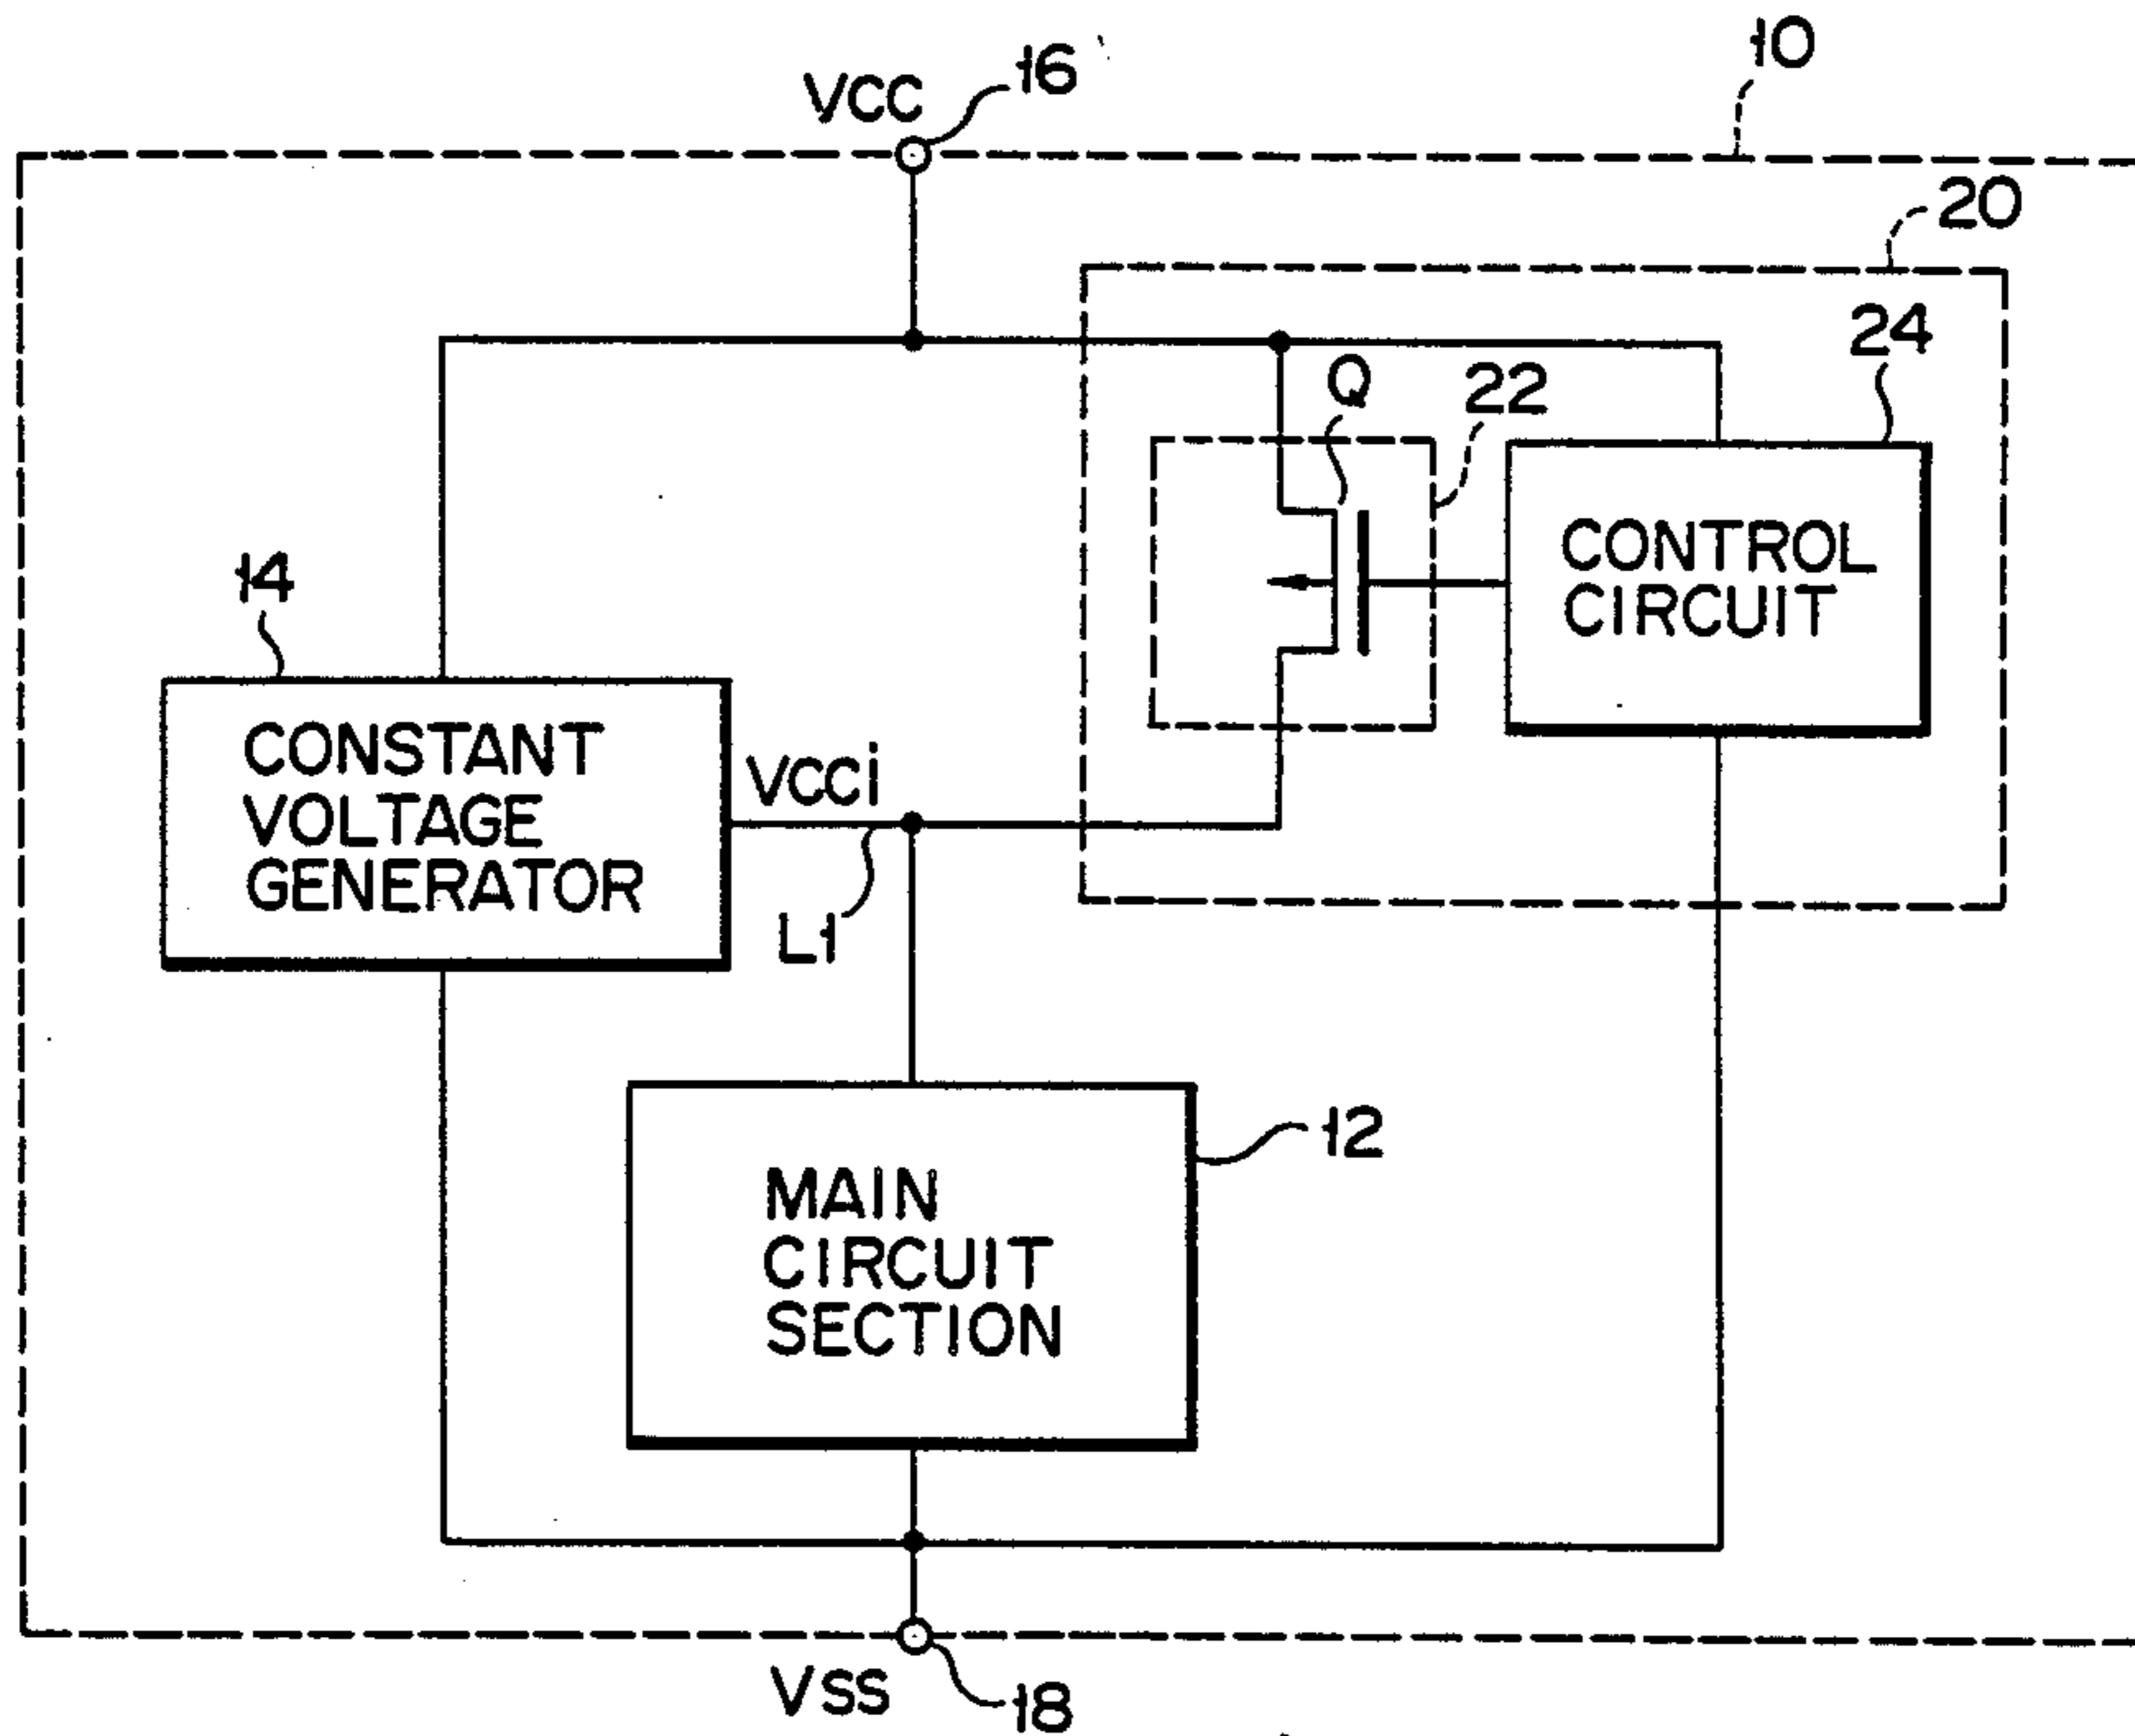 10
VCC
16
20
24
Q
22
CONTROL
CIRCUIT
14
CONSTANT
VOLTAGE
GENERATOR
VCCi
L1
12
MAIN
CIRCUIT
SECTION
VSS
18